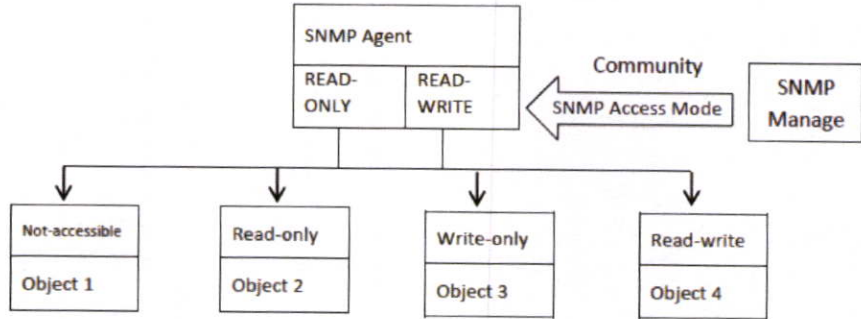 SNMP Agent
READ-
ONLY
READ-
WRITE
Community
SNMP Access Mode
SNMP
Manage
Not-accessible
Object 1
Read-only
Object 2
Write-only
Object 3
Read-write
Object 4